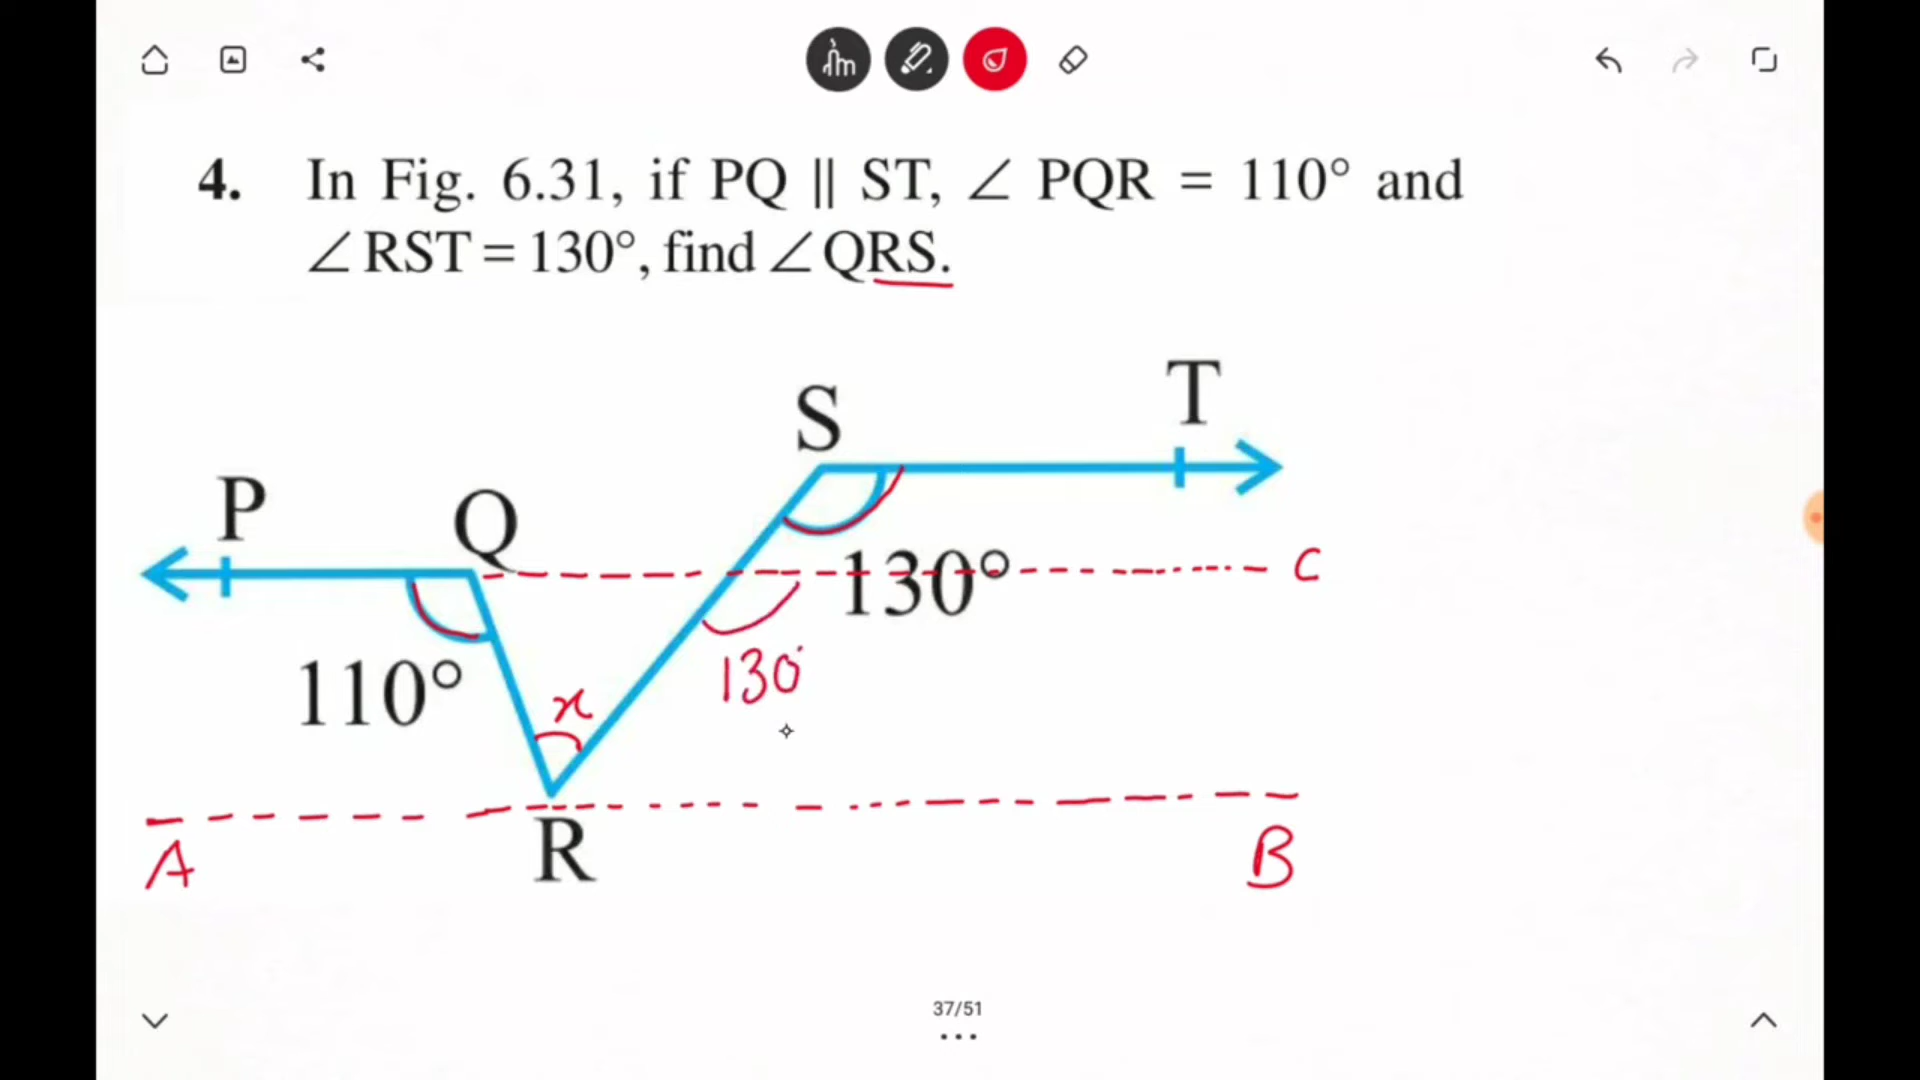 4. In Fig. 6.31, if PQ || ST, ∠ PQR = 110° and
∠ RST = 130°, find ∠ QRS.
T
S
P
Q
130°
C
110°
x
130°
A
R
B
37/51